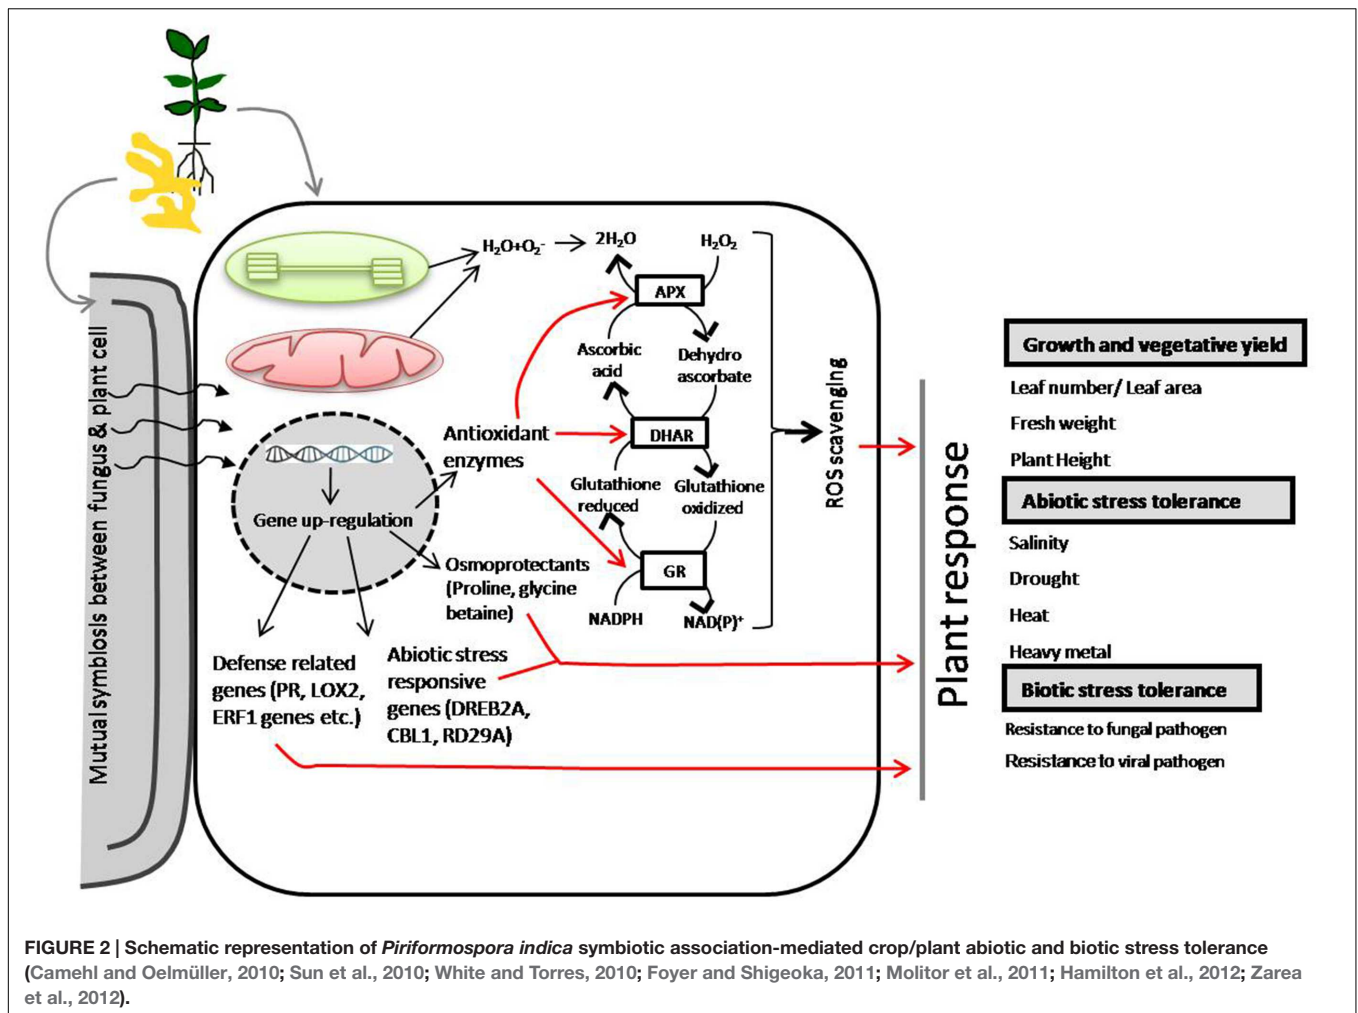 Mutual symbiosis between fungus & plant cell
H₂O+O₂⁻
2H₂O
H₂O₂
APX
Ascorbic
acid
Dehydro
ascorbate
Antioxidant
enzymes
DHAR
Glutathione
reduced
Glutathione
oxidized
GR
NADPH
NAD(P)⁺
Gene up-regulation
Osmoprotectants
(Proline, glycine
betaine)
Defense related
genes (PR, LOX2,
ERF1 genes etc.)
Abiotic stress
responsive
genes (DREB2A,
CBL1, RD29A)
ROS scavenging
Plant response
Growth and vegetative yield
Leaf number/ Leaf area
Fresh weight
Plant Height
Abiotic stress tolerance
Salinity
Drought
Heat
Heavy metal
Biotic stress tolerance
Resistance to fungal pathogen
Resistance to viral pathogen
FIGURE 2 | Schematic representation of Piriformospora indica symbiotic association-mediated crop/plant abiotic and biotic stress tolerance
(Camehl and Oelmüller, 2010; Sun et al., 2010; White and Torres, 2010; Foyer and Shigeoka, 2011; Molitor et al., 2011; Hamilton et al., 2012; Zarea
et al., 2012).